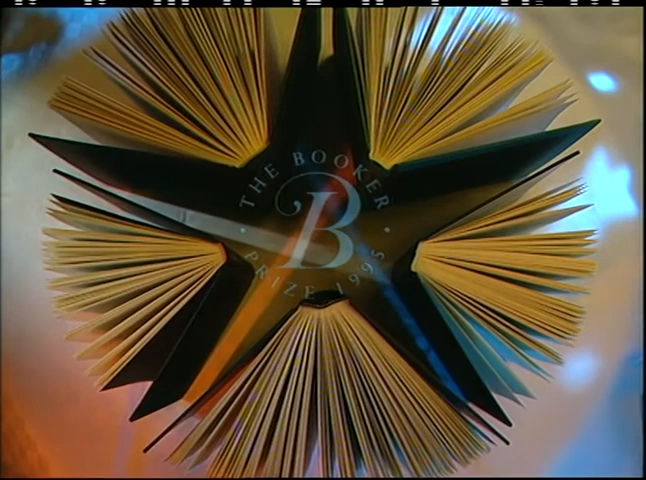 THE BOOKER
B
• PRIZE 1995 •